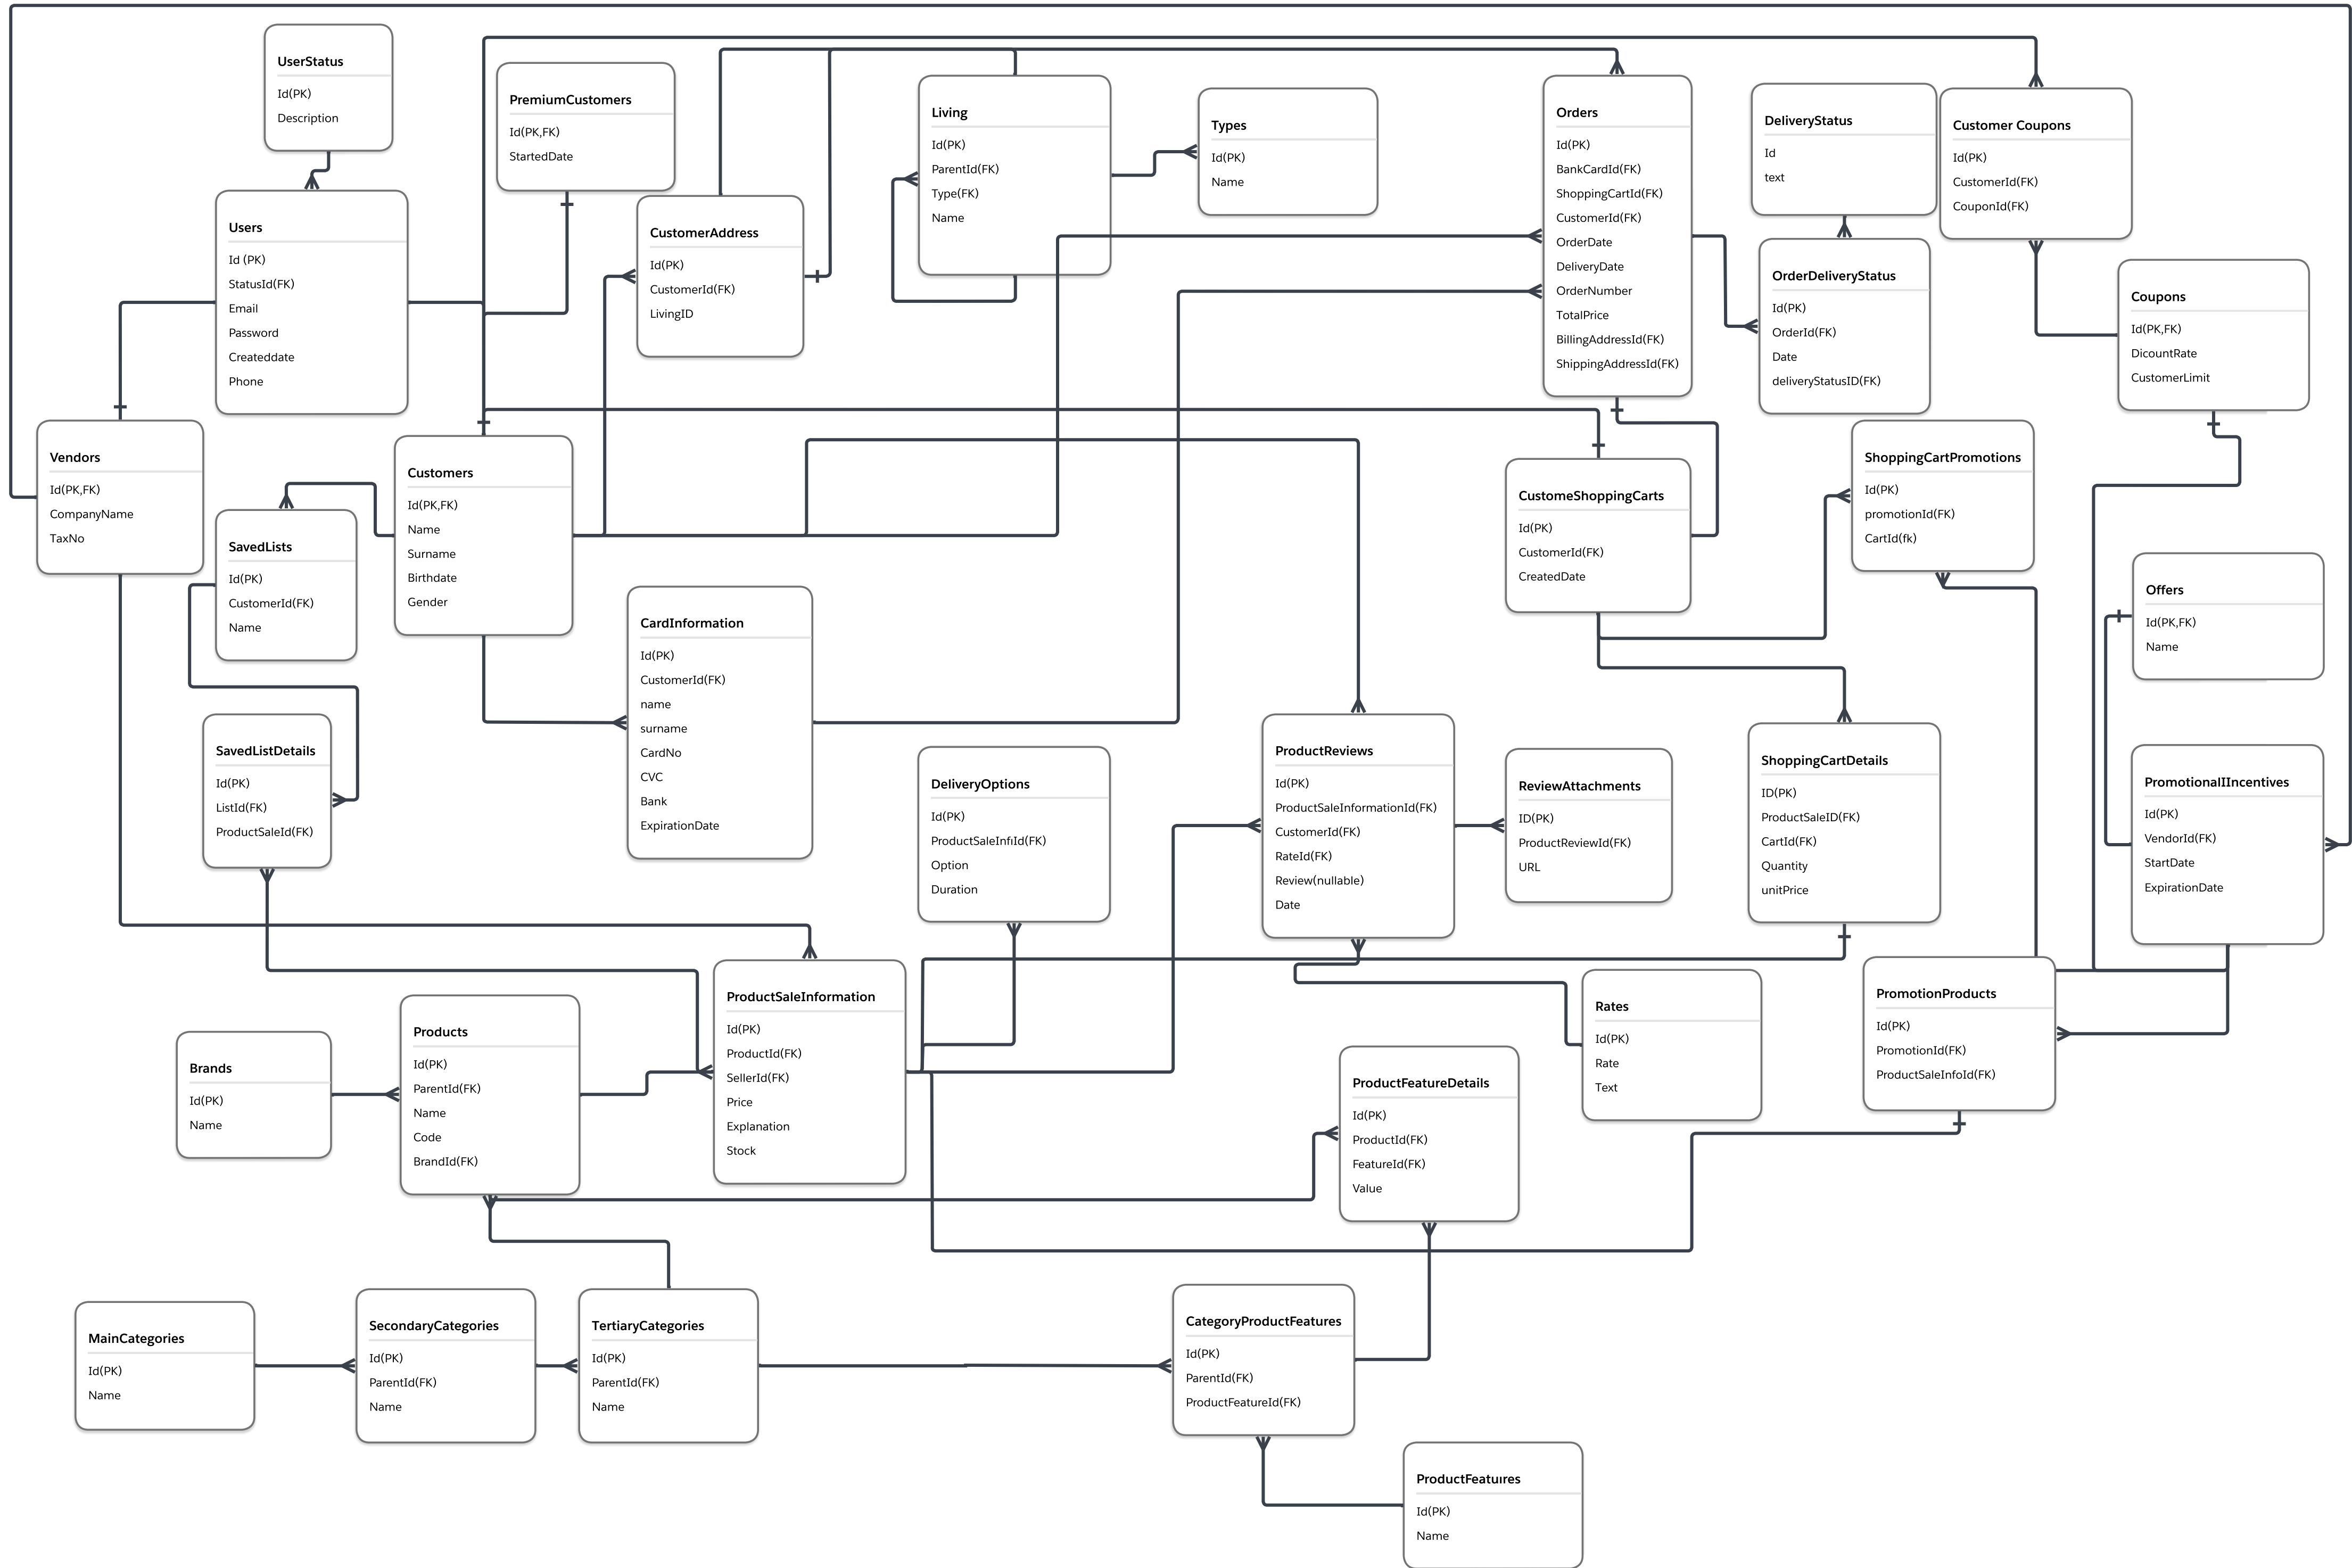 UserStatus
Id(PK)
Description
PremiumCustomers
Id(PK,FK)
StartedDate
Living
Id(PK)
ParentId(FK)
Type(FK)
Name
Types
Id(PK)
Name
Orders
Id(PK)
BankCardId(FK)
ShoppingCartId(FK)
CustomerId(FK)
OrderDate
DeliveryDate
OrderNumber
TotalPrice
BillingAddressId(FK)
ShippingAddressId(FK)
DeliveryStatus
Id
text
Customer Coupons
Id(PK)
CustomerId(FK)
CouponId(FK)
Users
Id (PK)
StatusId(FK)
Email
Password
Createddate
Phone
CustomerAddress
Id(PK)
CustomerId(FK)
LivingID
OrderDeliveryStatus
Id(PK)
OrderId(FK)
Date
deliveryStatusID(FK)
Coupons
Id(PK,FK)
DicountRate
CustomerLimit
Vendors
Id(PK,FK)
CompanyName
TaxNo
Customers
Id(PK,FK)
Name
Surname
Birthdate
Gender
CustomeShoppingCarts
Id(PK)
CustomerId(FK)
CreatedDate
ShoppingCartPromotions
Id(PK)
promotionId(FK)
CartId(fk)
SavedLists
Id(PK)
CustomerId(FK)
Name
Offers
Id(PK,FK)
Name
CardInformation
Id(PK)
CustomerId(FK)
name
surname
CardNo
CVC
Bank
ExpirationDate
SavedListDetails
Id(PK)
ListId(FK)
ProductSaleId(FK)
DeliveryOptions
Id(PK)
ProductSaleInfıId(FK)
Option
Duration
ProductReviews
Id(PK)
ProductSaleInformationId(FK)
CustomerId(FK)
RateId(FK)
Review(nullable)
Date
ReviewAttachments
ID(PK)
ProductReviewId(FK)
URL
ShoppingCartDetails
ID(PK)
ProductSaleID(FK)
CartId(FK)
Quantity
unitPrice
PromotionalIIncentives
Id(PK)
VendorId(FK)
StartDate
ExpirationDate
Brands
Id(PK)
Name
Products
Id(PK)
ParentId(FK)
Name
Code
BrandId(FK)
ProductSaleInformation
Id(PK)
ProductId(FK)
SellerId(FK)
Price
Explanation
Stock
ProductFeatureDetails
Id(PK)
ProductId(FK)
FeatureId(FK)
Value
Rates
Id(PK)
Rate
Text
PromotionProducts
Id(PK)
PromotionId(FK)
ProductSaleInfoId(FK)
MainCategories
Id(PK)
Name
SecondaryCategories
Id(PK)
ParentId(FK)
Name
TertiaryCategories
Id(PK)
ParentId(FK)
Name
CategoryProductFeatures
Id(PK)
ParentId(FK)
ProductFeatureId(FK)
ProductFeatuıres
Id(PK)
Name